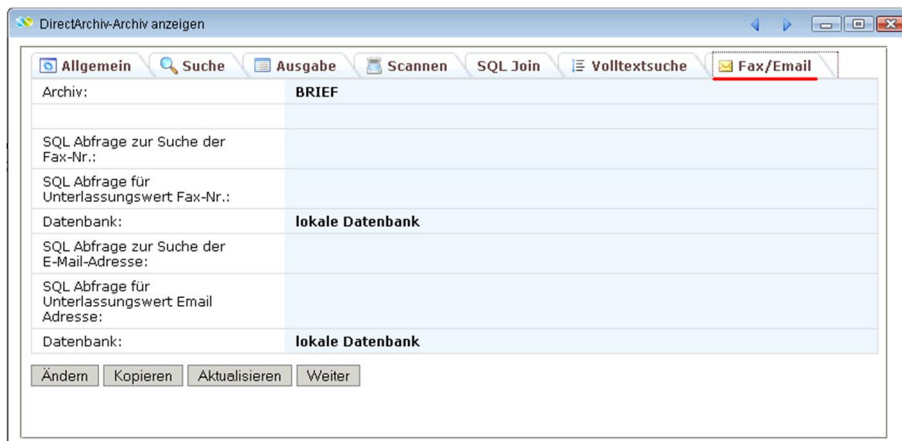 DirectArchiv-Archiv anzeigen
Allgemein Suche Ausgabe Scannen SQL Join Volltextsuche Fax/Email
Archiv: BRIEF
SQL Abfrage zur Suche der
Fax-Nr.:
SQL Abfrage für
Unterlassungswert Fax-Nr.:
Datenbank: lokale Datenbank
SQL Abfrage zur Suche der
E-Mail-Adresse:
SQL Abfrage für
Unterlassungswert Email
Adresse:
Datenbank: lokale Datenbank
Ändern Kopieren Aktualisieren Weiter